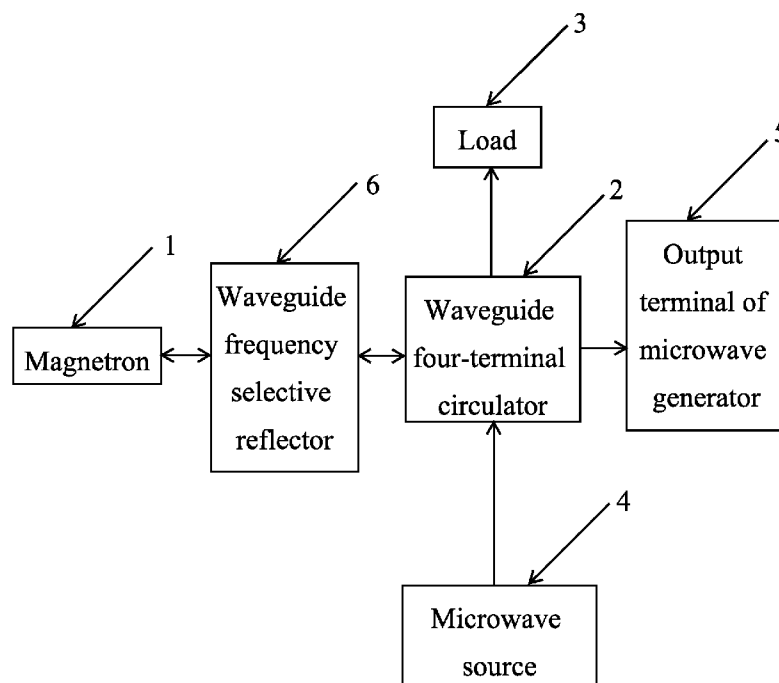 3
Load
5
6
2
1
Waveguide
frequency
selective
reflector
Magnetron
Waveguide
four-terminal
circulator
Output
terminal of
microwave
generator
4
Microwave
source